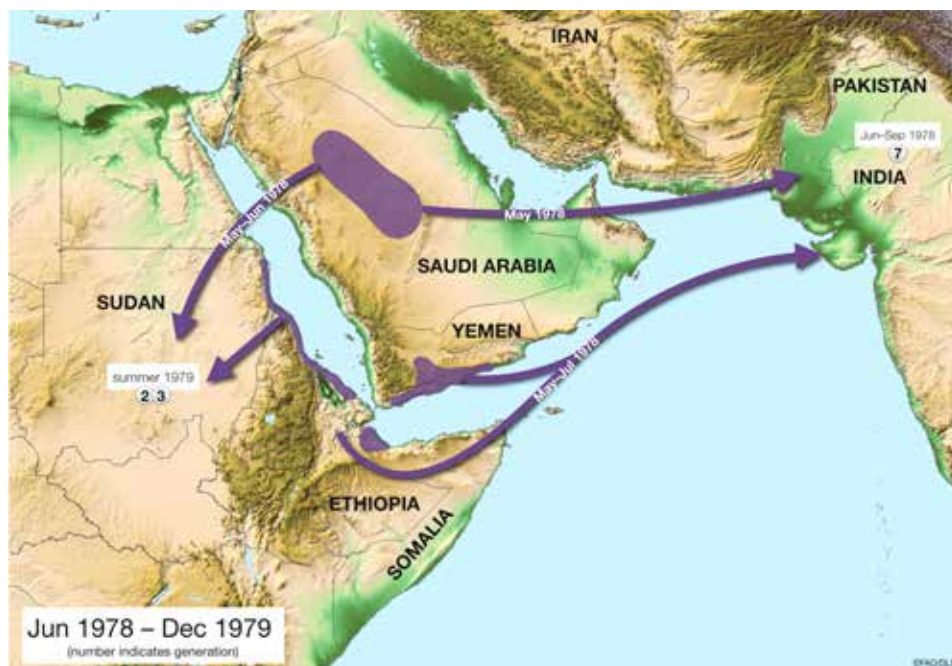 IRAN
PAKISTAN
Jun–Sep 1978
7
INDIA
May–Jun 1978
May 1978
SAUDI ARABIA
SUDAN
YEMEN
summer 1979
2 3
May–Jul 1978
ETHIOPIA
SOMALIA
Jun 1978 – Dec 1979
(number indicates generation)